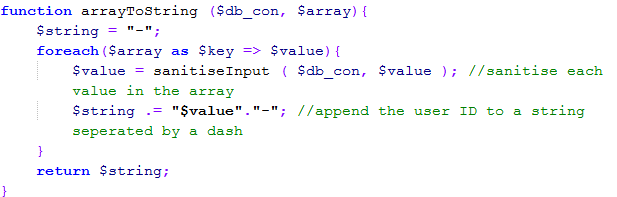 function arrayToString ($db_con, $array){
$string = "-";
foreach($array as $key => $value){
$value = sanitiseInput ( $db_con, $value ); //sanitise each
value in the array
$string .= "$value"."-"; //append the user ID to a string
seperated by a dash
}
return $string;
}